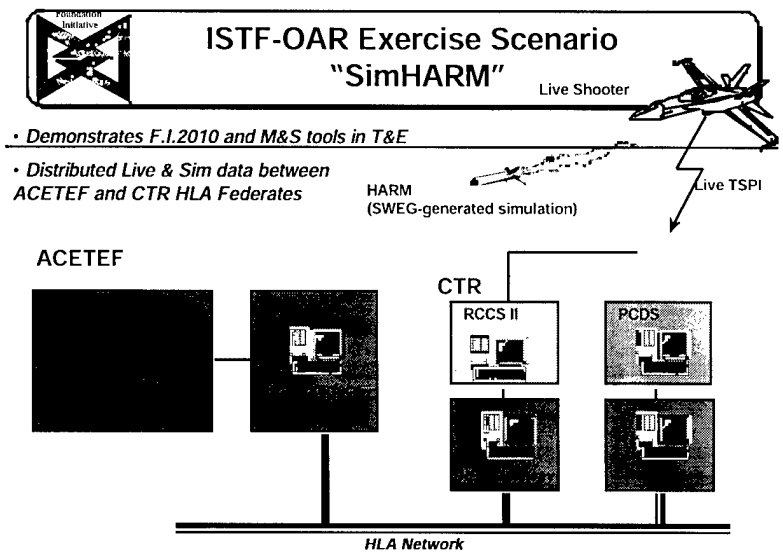 Foundation
Initiative
ISTF-OAR Exercise Scenario
"SimHARM"
Live Shooter
• Demonstrates F.I.2010 and M&S tools in T&E
• Distributed Live & Sim data between
ACETEF and CTR HLA Federates
HARM
(SWEG-generated simulation)
Live TSPI
ACETEF
CTR
RCCS II
PCDS
HLA Network